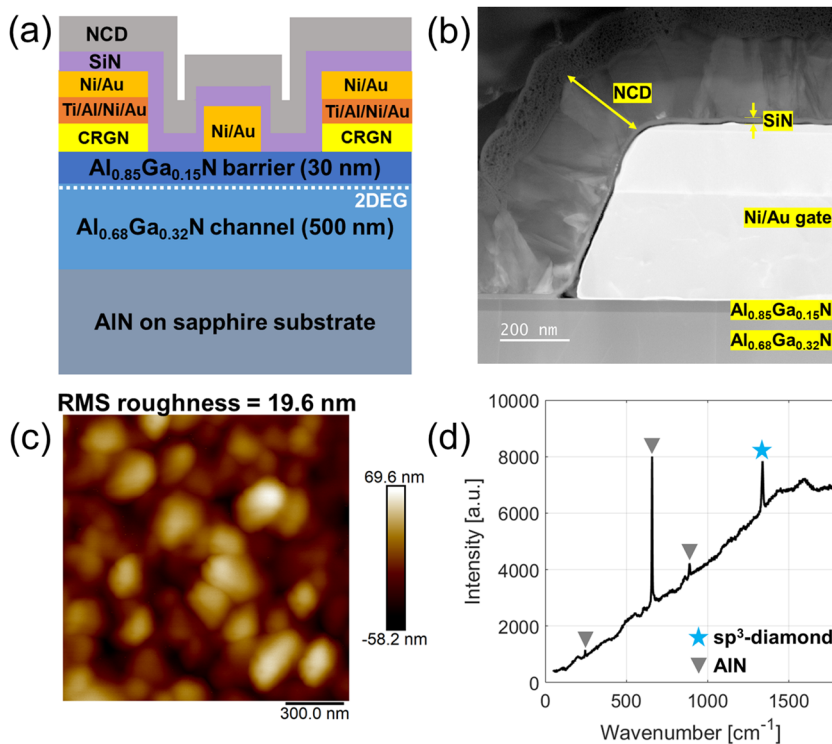 (a)
NCD
SiN
Ni/Au
Ni/Au
Ti/Al/Ni/Au
Ti/Al/Ni/Au
Ni/Au
CRGN
CRGN
Al0.85Ga0.15N barrier (30 nm)
2DEG
Al0.68Ga0.32N channel (500 nm)
AlN on sapphire substrate
(b)
NCD
SiN
Ni/Au gate
Al0.85Ga0.15N
Al0.68Ga0.32N
200 nm
RMS roughness = 19.6 nm
(c)
69.6 nm
-58.2 nm
300.0 nm
(d)
10000
8000
6000
4000
2000
0
0
500
1000
1500
Intensity [a.u.]
Wavenumber [cm-1]
sp3-diamond
AlN